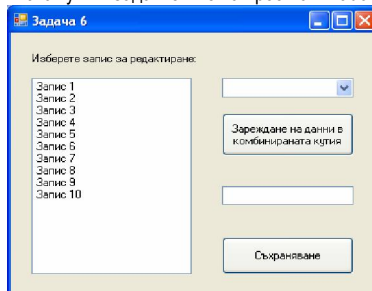 Задача 6
Изберете запис за редактиране:
Запис 1
Запис 2
Запис 3
Запис 4
Запис 5
Запис 6
Запис 7
Запис 8
Запис 9
Запис 10
Зареждане на данни в
комбинираната кутия
Съхраняване